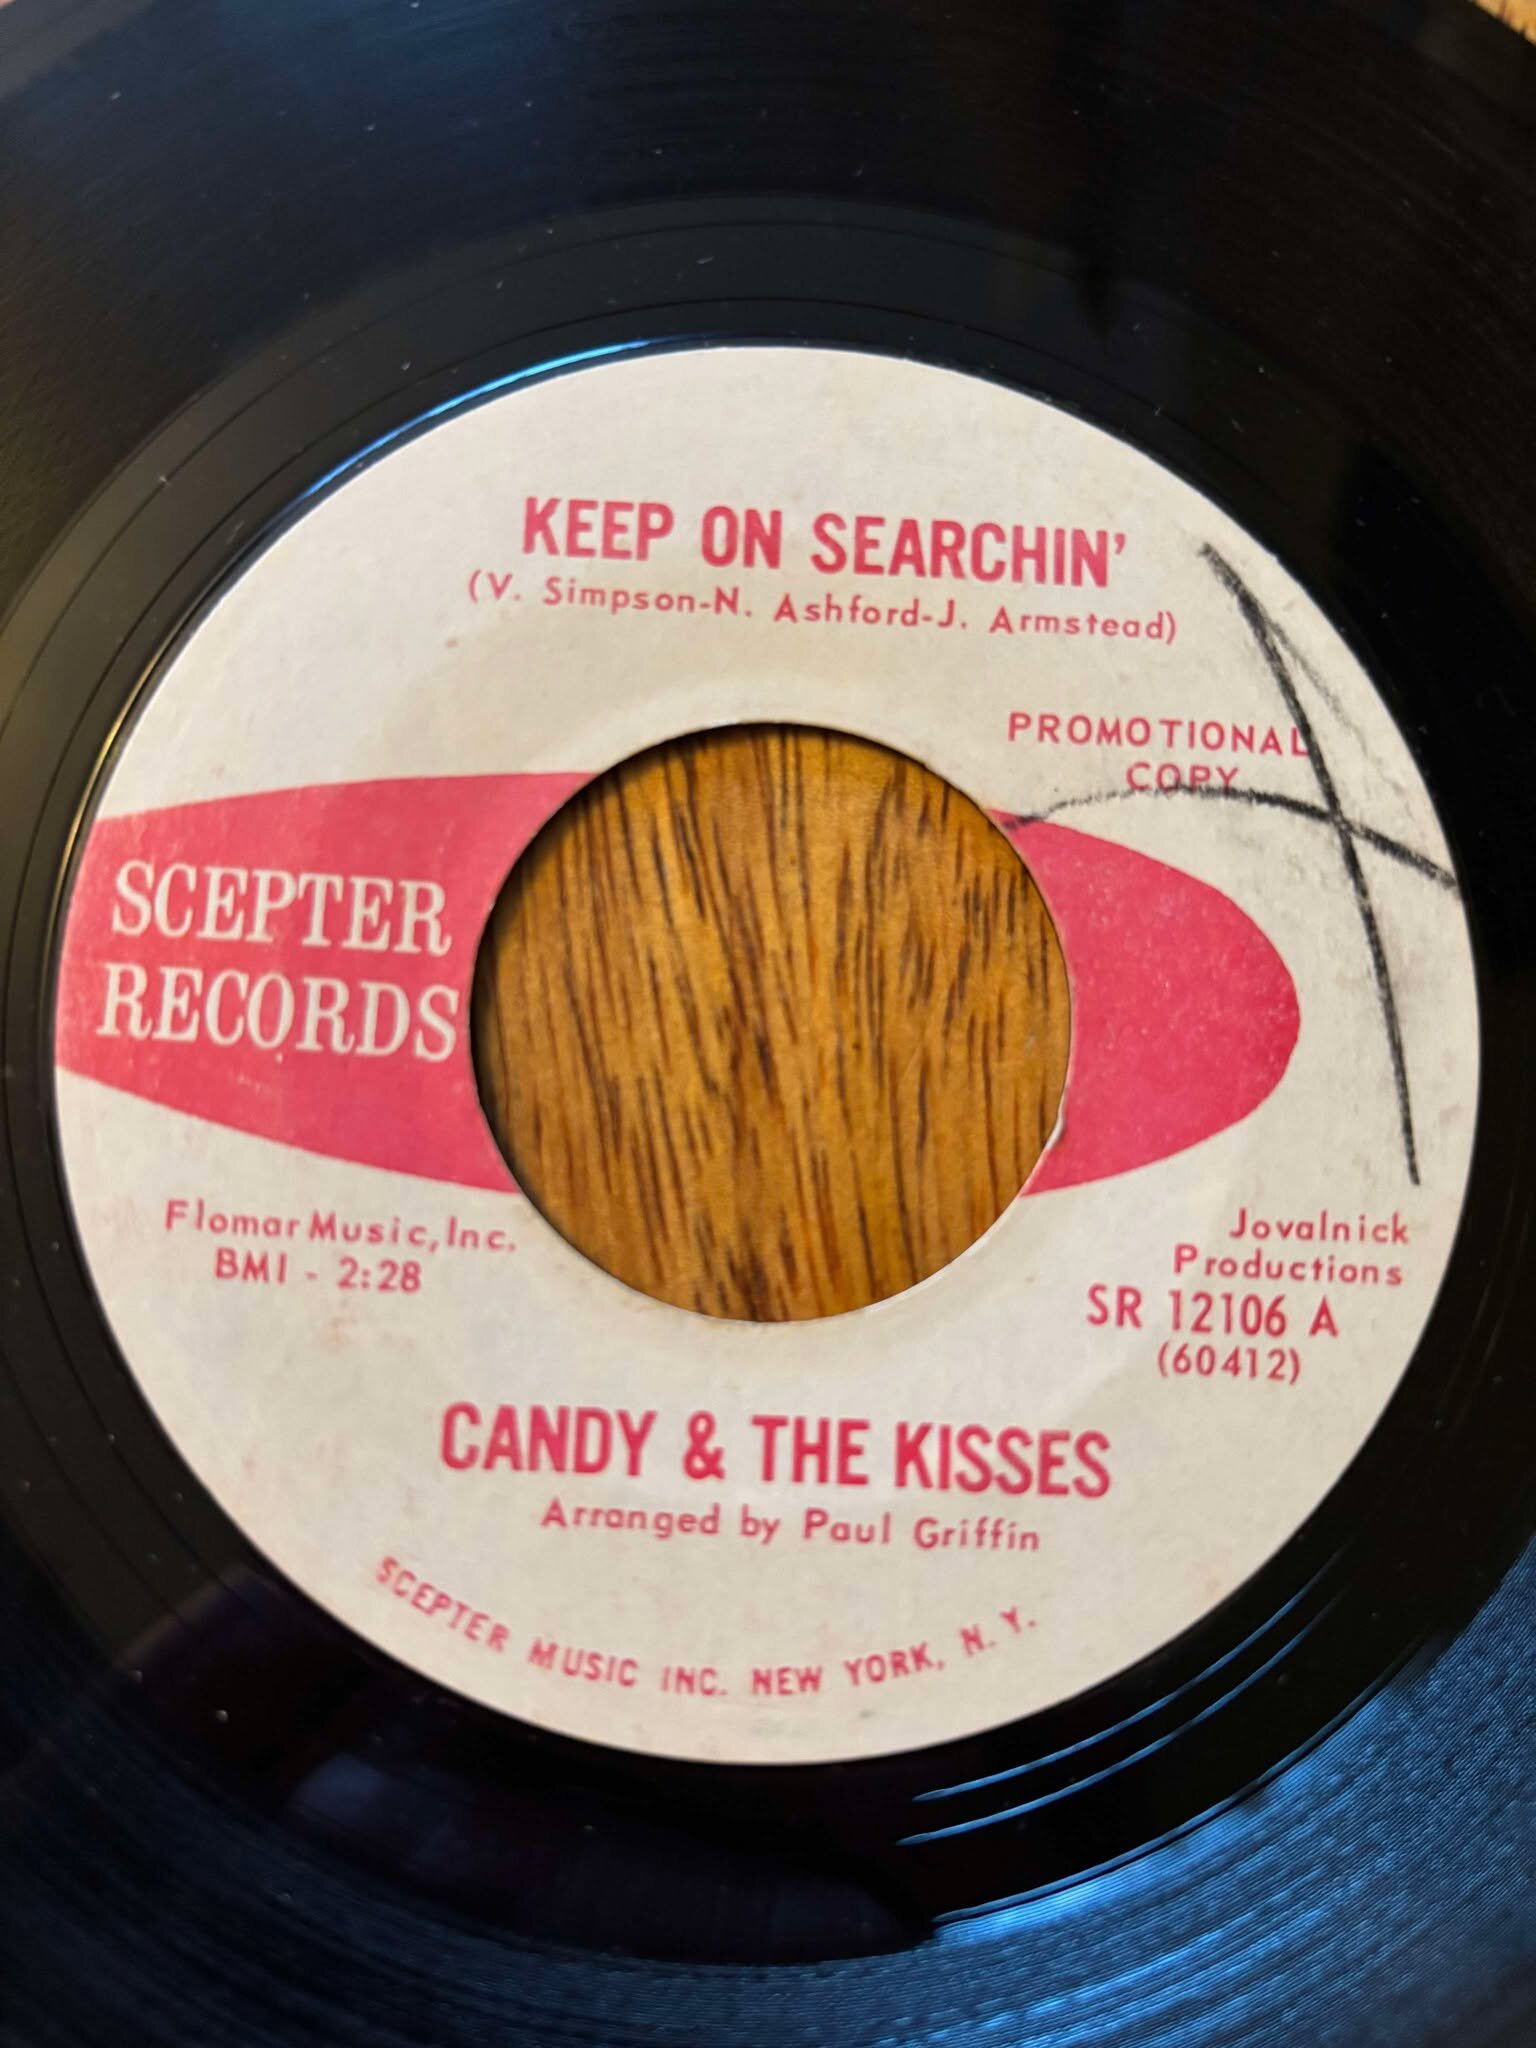 KEEP ON SEARCHIN'
(V. Simpson-N. Ashford-J. Armstead)
A
PROMOTIONAL
COPY
SCEPTER
RECORDS
Flomar Music, Inc.
BMI - 2:28
Jovalnick
Productions
SR 12106 A
(60412)
CANDY & THE KISSES
Arranged by Paul Griffin
SCEPTER MUSIC INC. NEW YORK, N. Y.